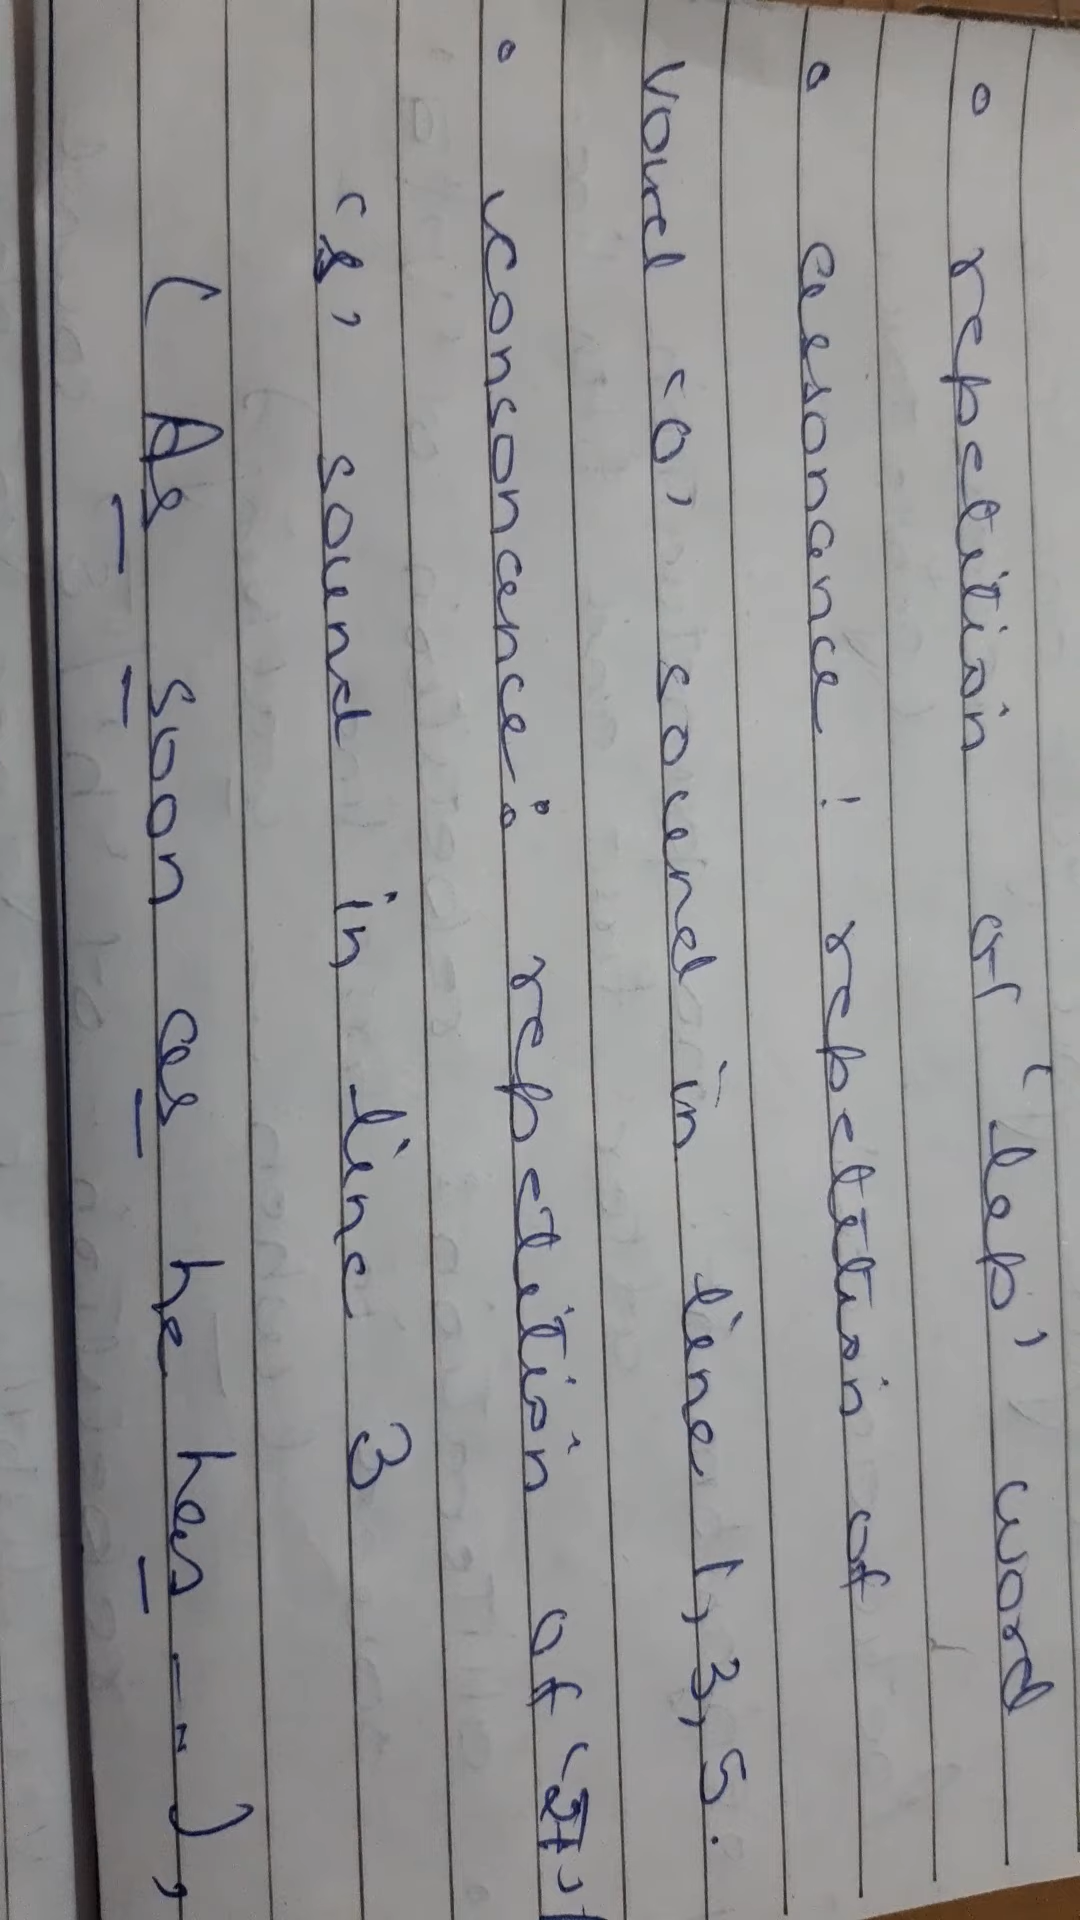 • repetition of 'lap' word
• assonance : repetition of
vowel 'o' sound in line 1, 3, 5.
• consonance : repetition of
's' sound in line 3
( As soon as he has - - ) ,